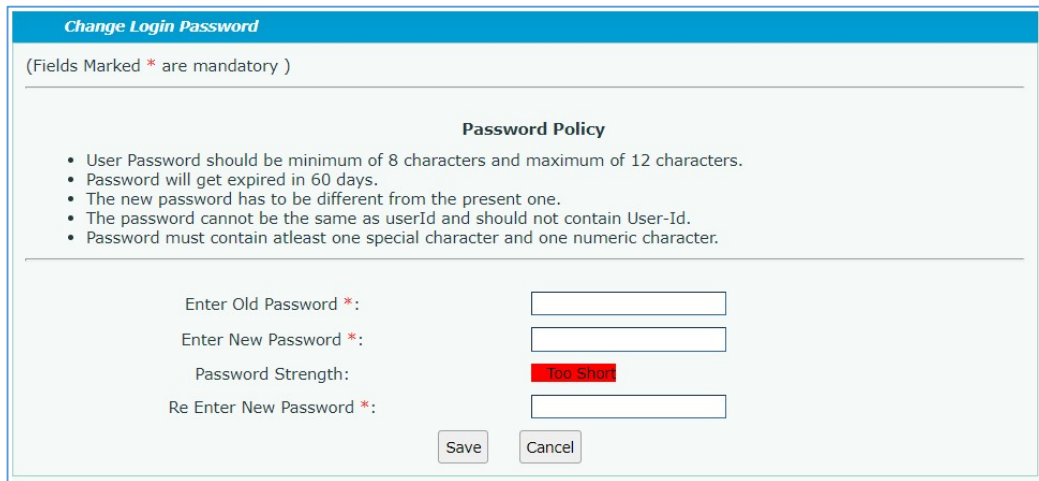 Change Login Password
(Fields Marked * are mandatory )
Password Policy
• User Password should be minimum of 8 characters and maximum of 12 characters.
• Password will get expired in 60 days.
• The new password has to be different from the present one.
• The password cannot be the same as userId and should not contain User-Id.
• Password must contain atleast one special character and one numeric character.
Enter Old Password *:
Enter New Password *:
Password Strength: Too Short
Re Enter New Password *:
Save Cancel